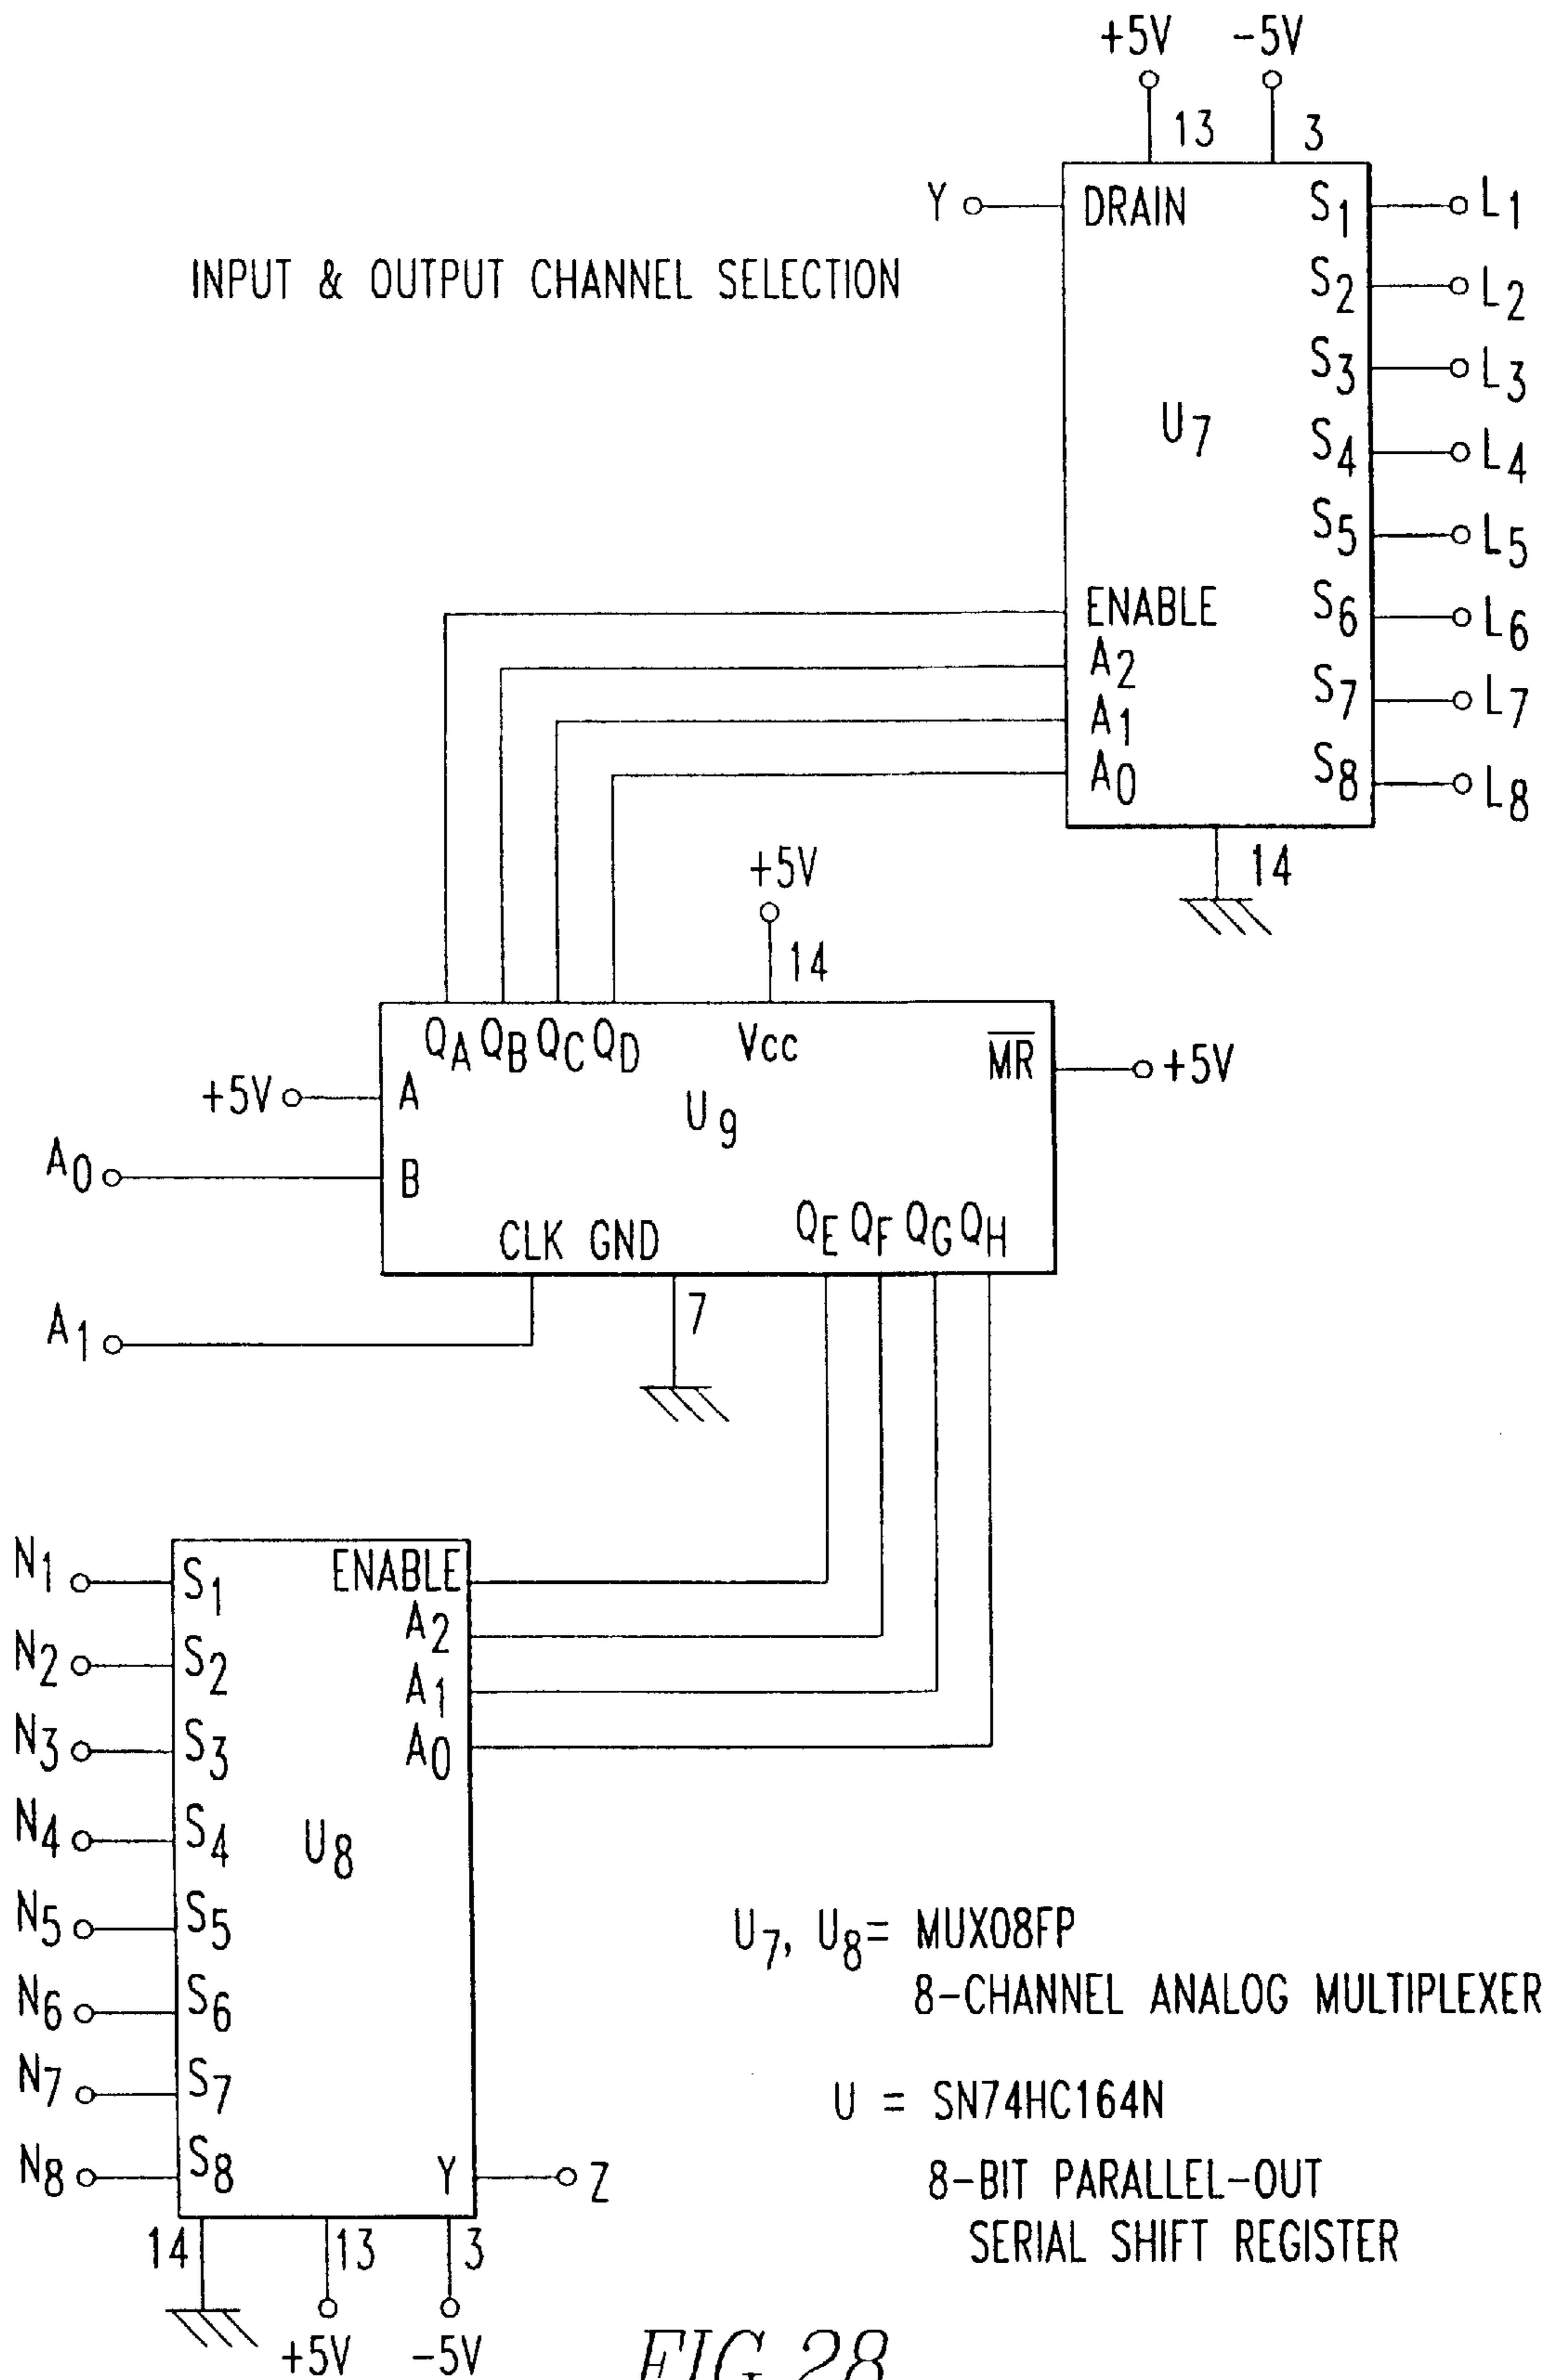 +5V -5V
13 3
Y DRAIN S1 L1
INPUT & OUTPUT CHANNEL SELECTION
S2 L2
S3 L3
U7
S4 L4
S5 L5
ENABLE S6 L6
A2
S7 L7
A1
A0 S8 L8
14
+5V
14
QA QB QC QD Vcc MR +5V
+5V A
U9
A0 B
QE QF QG QH
CLK GND
A1
7
N1 S1 ENABLE
A2
N2 S2
A1
N3 S3 A0
N4 S4 U8
N5 S5
U7, U8= MUX08FP
8-CHANNEL ANALOG MULTIPLEXER
N6 S6
N7 S7
U = SN74HC164N
N8 S8 Y Z
8-BIT PARALLEL-OUT
SERIAL SHIFT REGISTER
14 13 3
+5V -5V
FIG.28